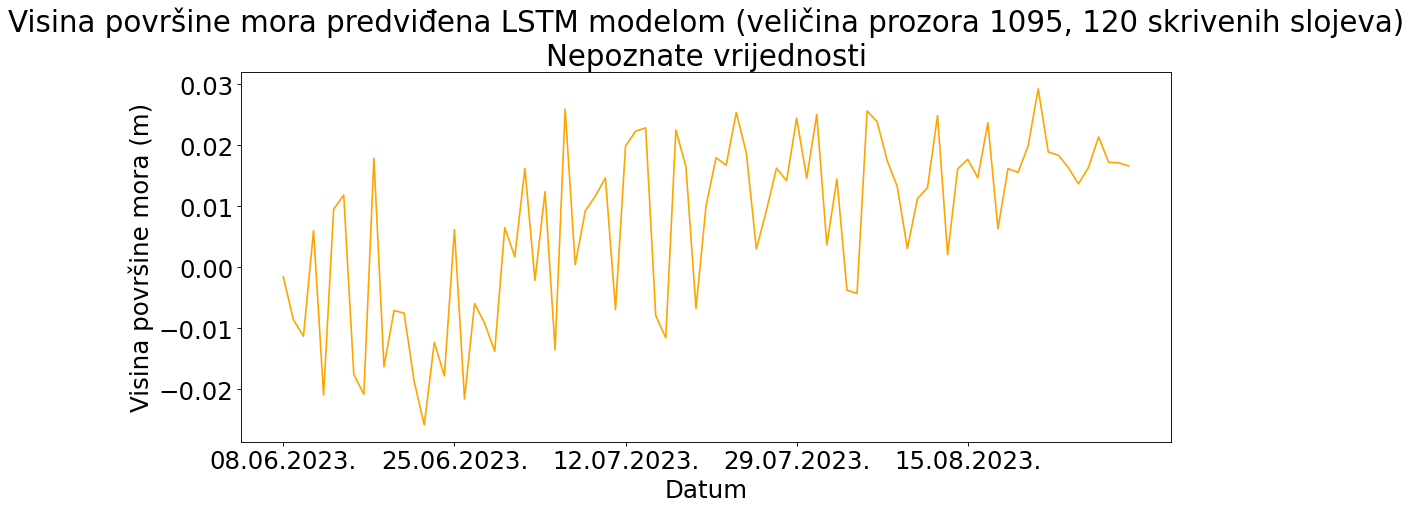 Visina površine mora predviđena LSTM modelom (veličina prozora 1095, 120 skrivenih slojeva)
Nepoznate vrijednosti
Visina površine mora (m)
0.03
0.02
0.01
0.00
−0.01
−0.02
08.06.2023. 25.06.2023. 12.07.2023. 29.07.2023. 15.08.2023.
Datum